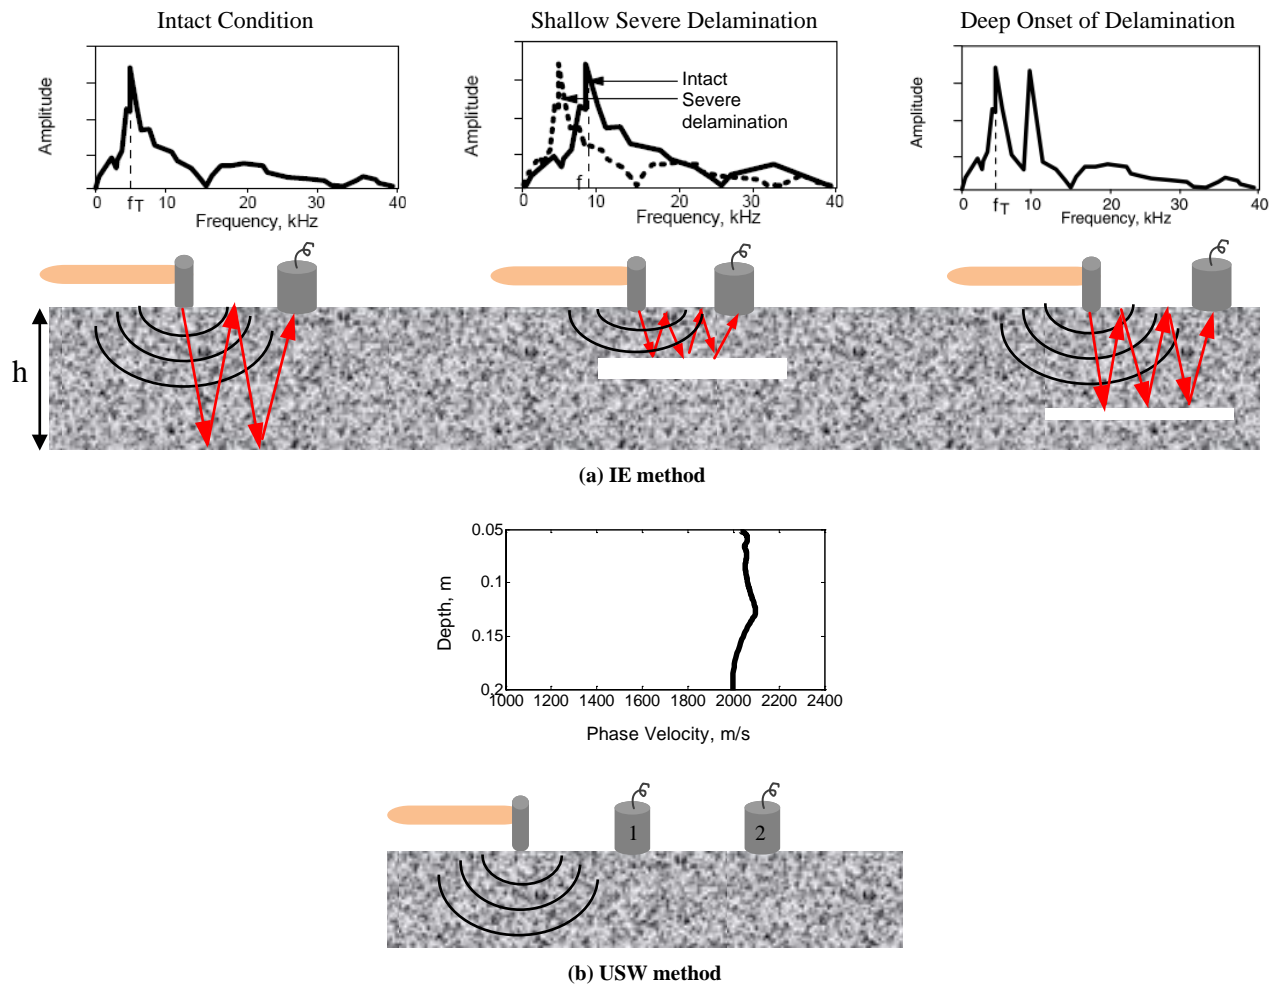 Intact Condition
Shallow Severe Delamination
Deep Onset of Delamination
Amplitude
0
fT
10
20
30
40
Frequency, kHz
Amplitude
Intact
Severe
delamination
0
f
10
20
30
40
Frequency, kHz
Amplitude
0
fT
10
20
30
40
Frequency, kHz
h
(a) IE method
0.05
0.1
0.15
0.2
Depth, m
1000 1200 1400 1600 1800 2000 2200 2400
Phase Velocity, m/s
1
2
(b) USW method